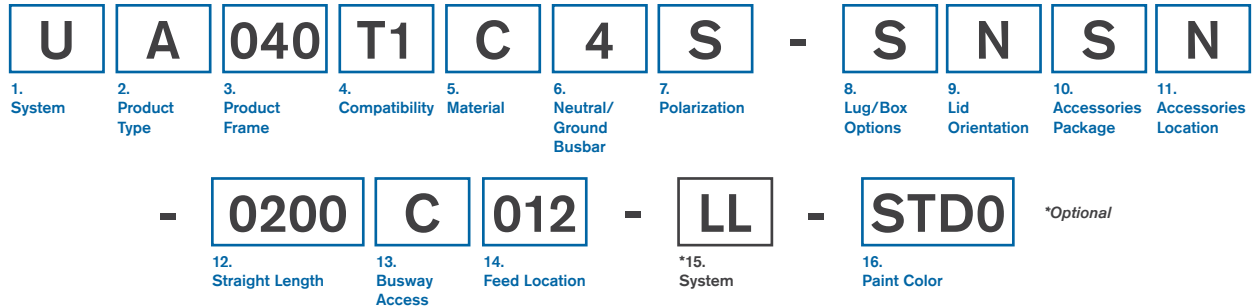 U A 040 T1 C 4 S - S N S N
1. 2. 3. 4. 5. 6. 7. 8. 9. 10. 11.
System Product Product Compatibility Material Neutral/ Polarization Lug/Box Lid Accessories Accessories
Type Frame Ground Options Orientation Package Location
Busbar
- 0200 C 012 - LL - STD0 *Optional
12. 13. 14. *15. 16.
Straight Length Busway Feed Location System Paint Color
Access